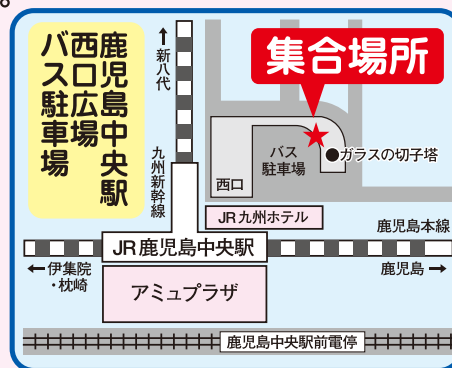 鹿児島中央駅
西口広場
バス駐車場
↑新八代
九州新幹線
集合場所
バス
駐車場
ガラスの切子塔
西口
JR九州ホテル
鹿児島本線
JR鹿児島中央駅
←伊集院
・枕崎
鹿児島→
アミュプラザ
鹿児島中央駅前電停